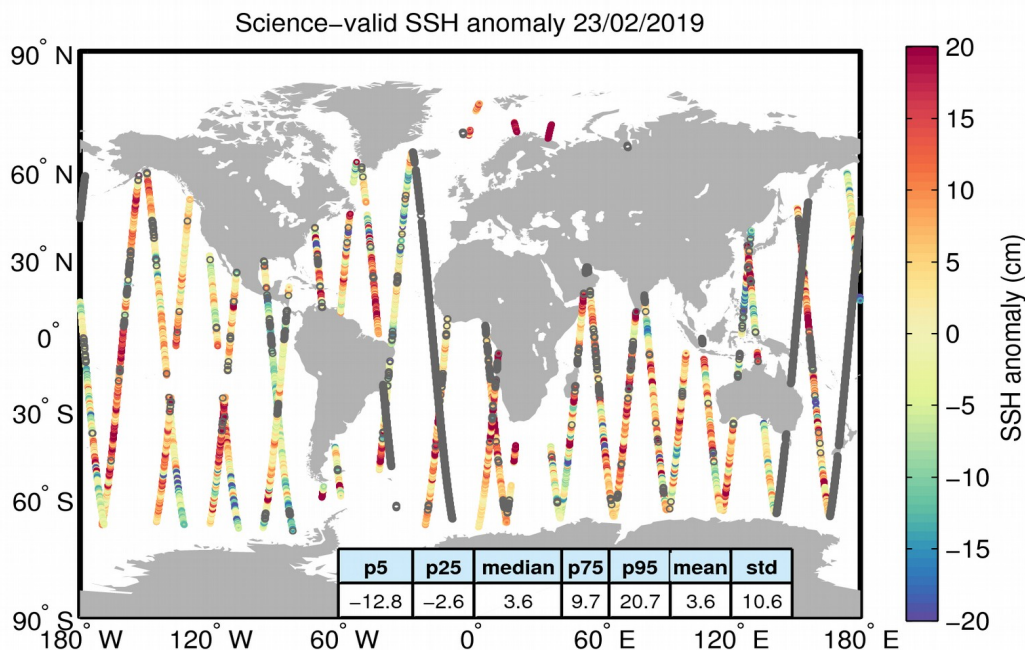 Science−valid SSH anomaly 23/02/2019
90° N
60° N
30° N
0°
30° S
60° S
90° S
180° W
120° W
60° W
0°
60° E
120° E
180° E
p5 p25 median p75 p95 mean std
−12.8 −2.6 3.6 9.7 20.7 3.6 10.6
20
15
10
5
0
−5
−10
−15
−20
SSH anomaly (cm)